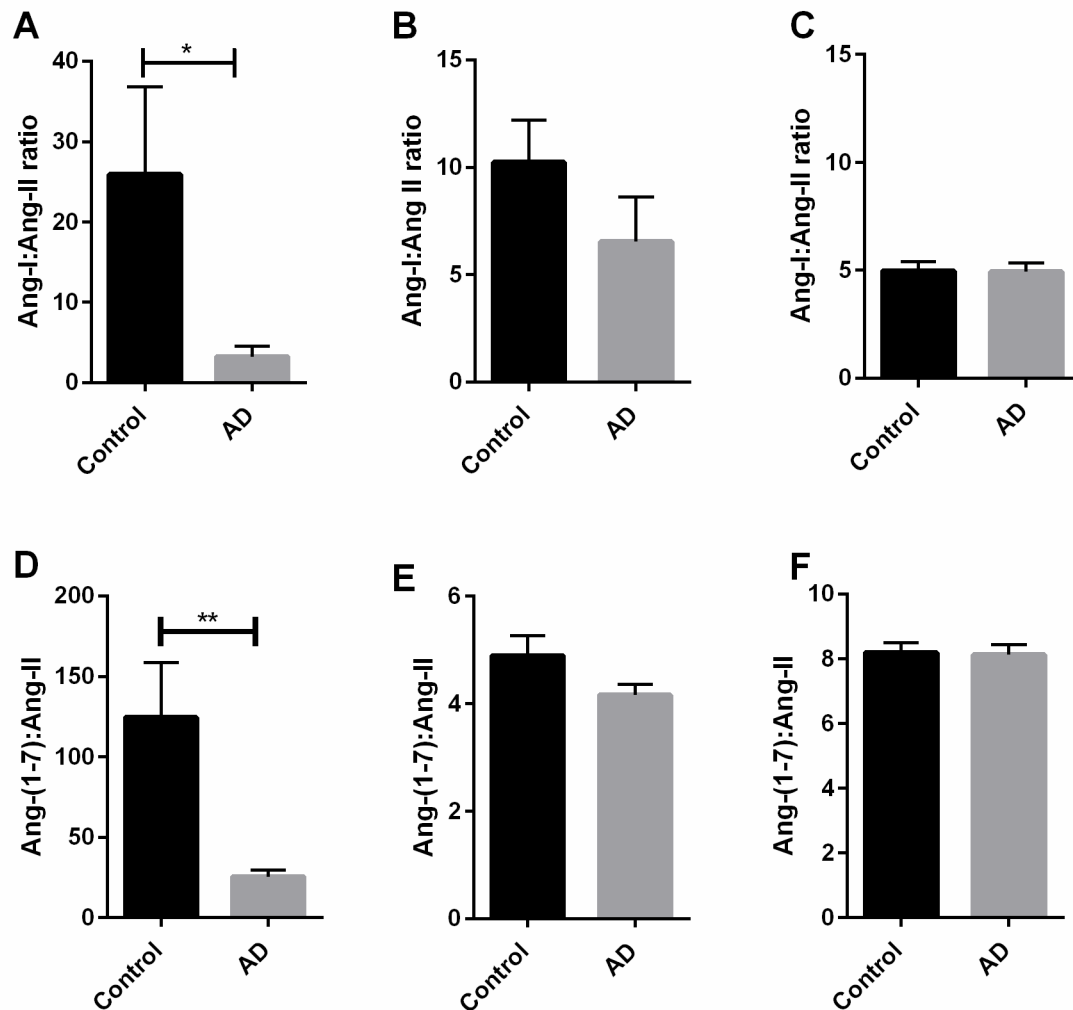 A
Ang-I:Ang-II ratio
40
30
20
10
0
*
Control
AD
B
Ang-I:Ang II ratio
15
10
5
0
Control
AD
C
Ang-I:Ang-II ratio
15
10
5
0
Control
AD
D
Ang-(1-7):Ang-II
200
150
100
50
0
**
Control
AD
E
Ang-(1-7):Ang-II
6
4
2
0
Control
AD
F
Ang-(1-7):Ang-II
10
8
6
4
2
0
Control
AD